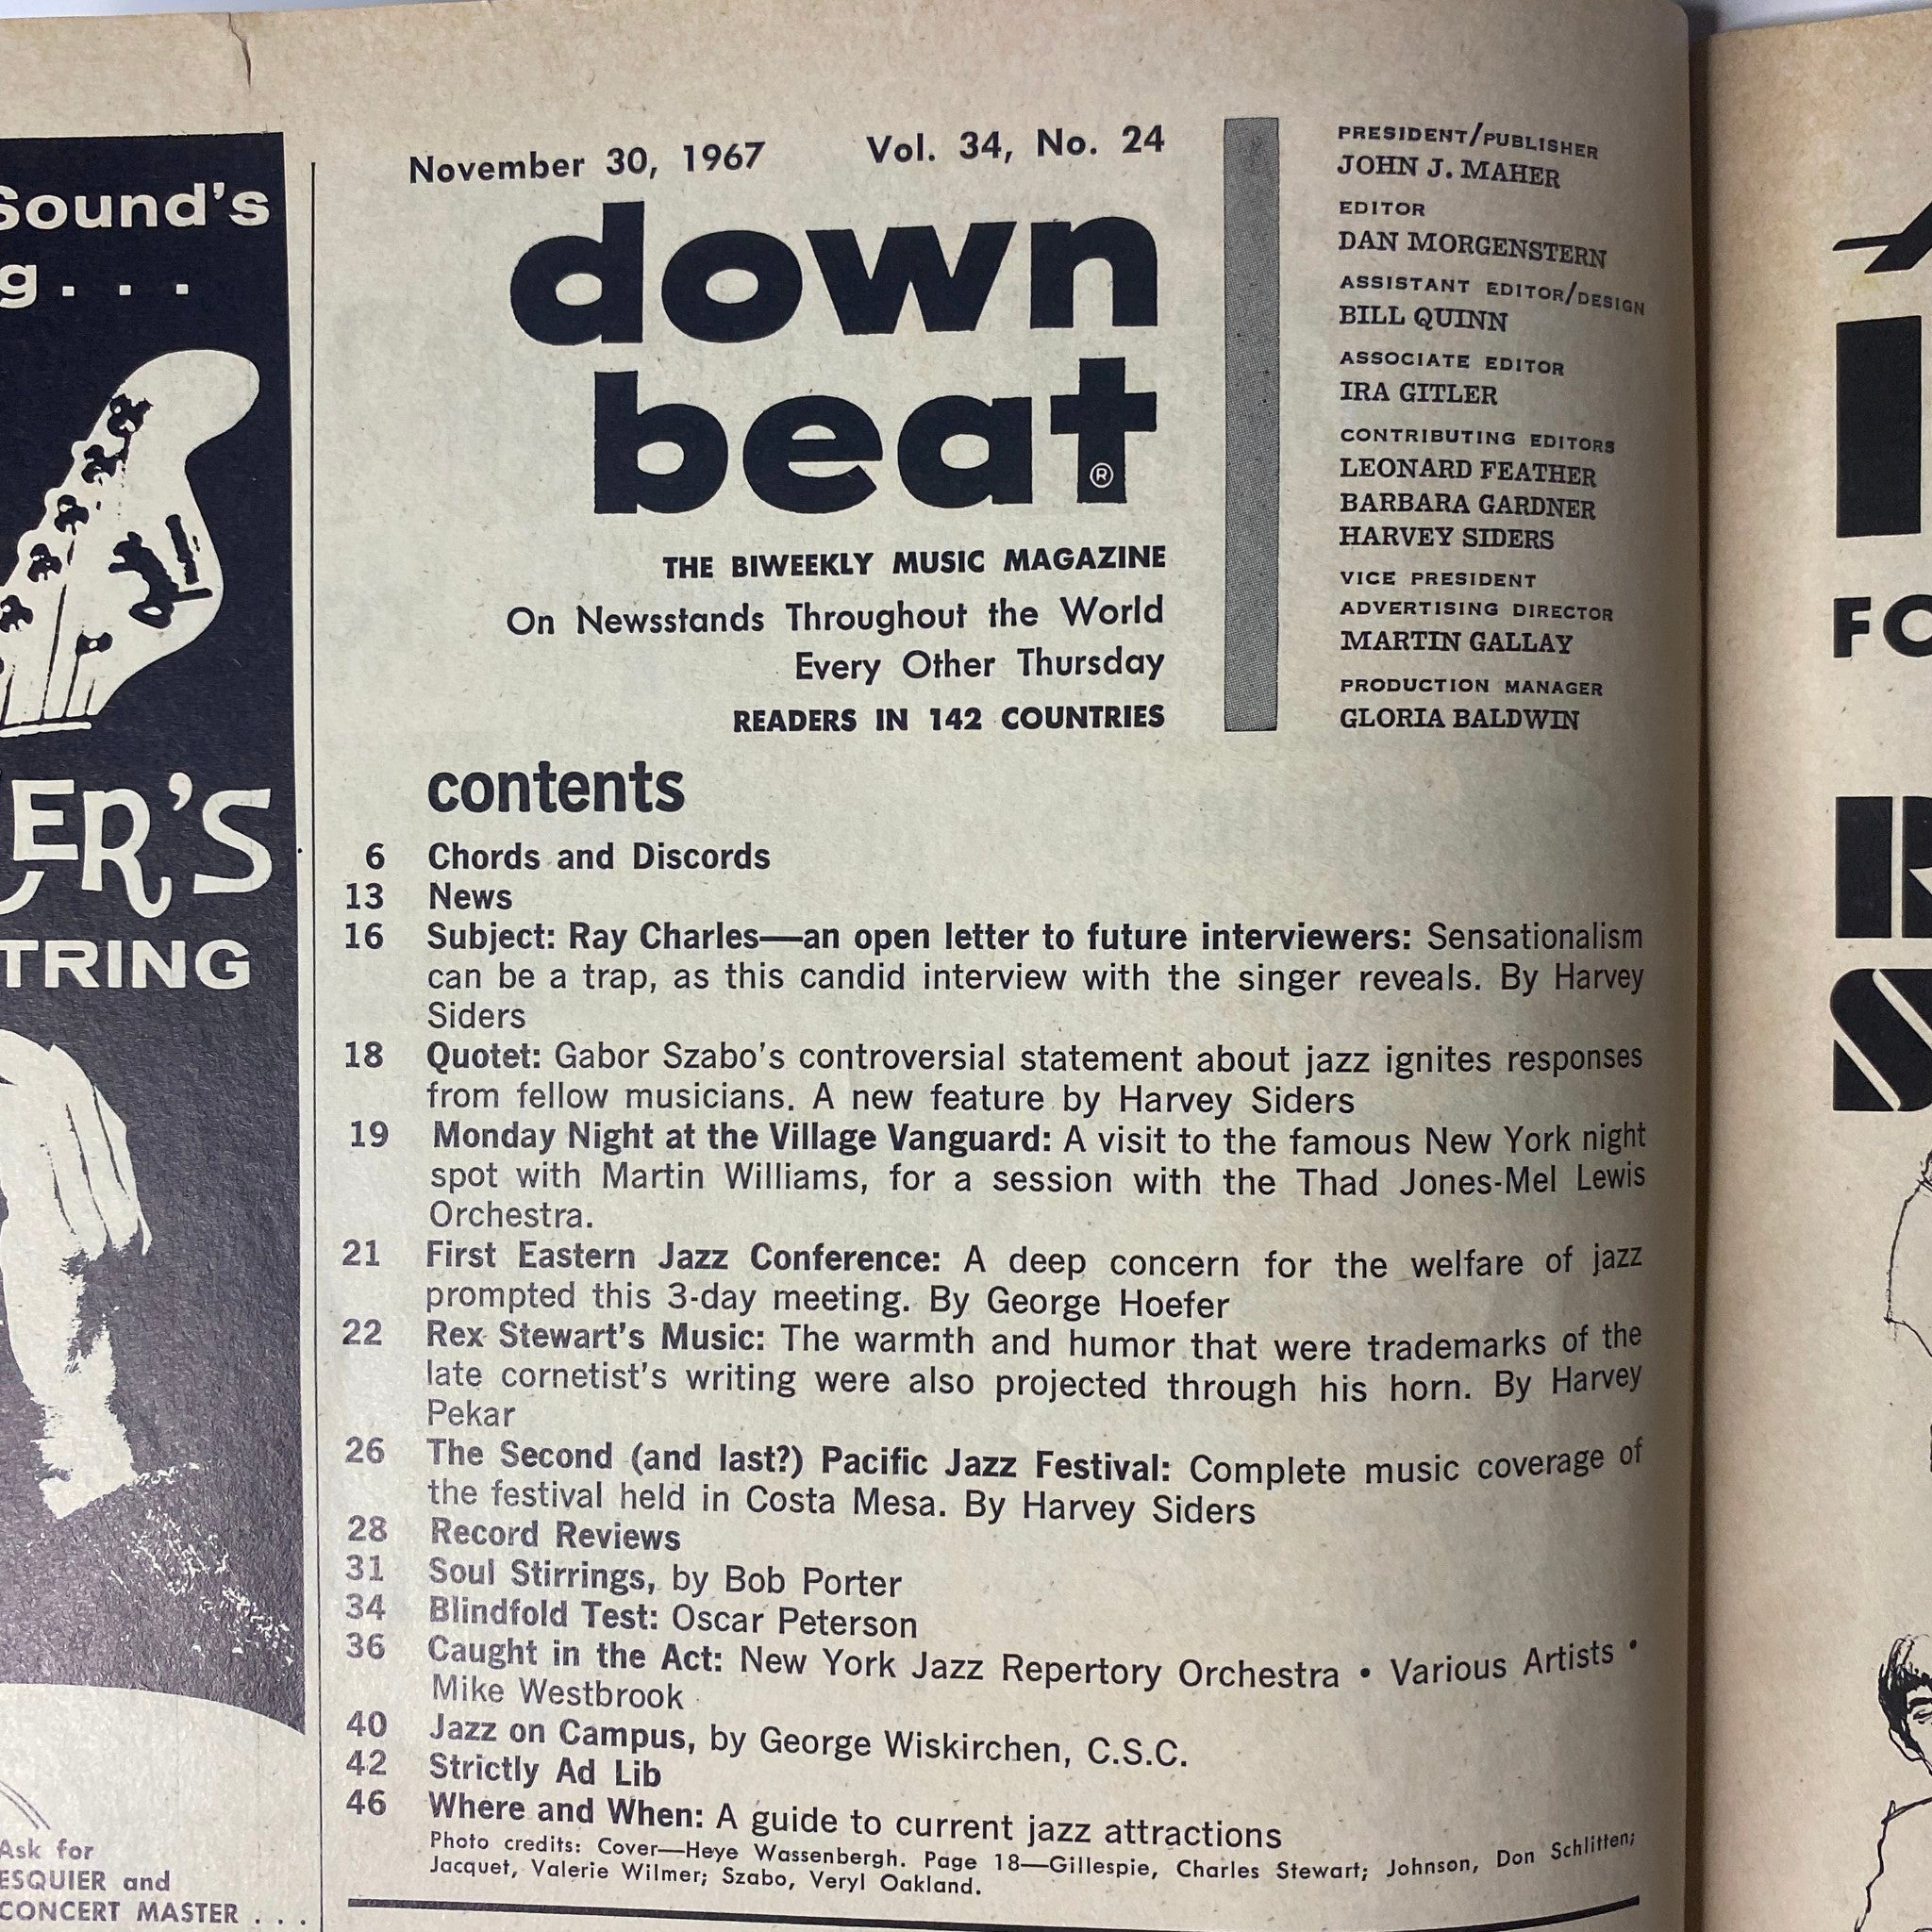 Sound's
g . . .
ER'S
TRING
Ask for
ESQUIER and
CONCERT MASTER . . .
November 30, 1967 Vol. 34, No. 24
down
beat®
THE BIWEEKLY MUSIC MAGAZINE
On Newsstands Throughout the World
Every Other Thursday
READERS IN 142 COUNTRIES
PRESIDENT/PUBLISHER
JOHN J. MAHER
EDITOR
DAN MORGENSTERN
ASSISTANT EDITOR/DESIGN
BILL QUINN
ASSOCIATE EDITOR
IRA GITLER
CONTRIBUTING EDITORS
LEONARD FEATHER
BARBARA GARDNER
HARVEY SIDERS
VICE PRESIDENT
ADVERTISING DIRECTOR
MARTIN GALLAY
PRODUCTION MANAGER
GLORIA BALDWIN
contents
6 Chords and Discords
13 News
16 Subject: Ray Charles—an open letter to future interviewers: Sensationalism
can be a trap, as this candid interview with the singer reveals. By Harvey
Siders
18 Quotet: Gabor Szabo's controversial statement about jazz ignites responses
from fellow musicians. A new feature by Harvey Siders
19 Monday Night at the Village Vanguard: A visit to the famous New York night
spot with Martin Williams, for a session with the Thad Jones-Mel Lewis
Orchestra.
21 First Eastern Jazz Conference: A deep concern for the welfare of jazz
prompted this 3-day meeting. By George Hoefer
22 Rex Stewart's Music: The warmth and humor that were trademarks of the
late cornetist's writing were also projected through his horn. By Harvey
Pekar
26 The Second (and last?) Pacific Jazz Festival: Complete music coverage of
the festival held in Costa Mesa. By Harvey Siders
28 Record Reviews
31 Soul Stirrings, by Bob Porter
34 Blindfold Test: Oscar Peterson
36 Caught in the Act: New York Jazz Repertory Orchestra • Various Artists •
Mike Westbrook
40 Jazz on Campus, by George Wiskirchen, C.S.C.
42 Strictly Ad Lib
46 Where and When: A guide to current jazz attractions
Photo credits: Cover—Heye Wassenbergh. Page 18—Gillespie, Charles Stewart; Johnson, Don Schlitten;
Jacquet, Valerie Wilmer; Szabo, Veryl Oakland.
FO
R
S